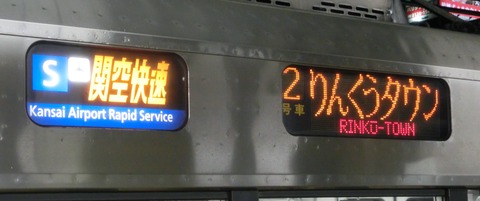 S 関空快速
Kansai Airport Rapid Service
2 りんくうタウン
号車 RINKU-TOWN